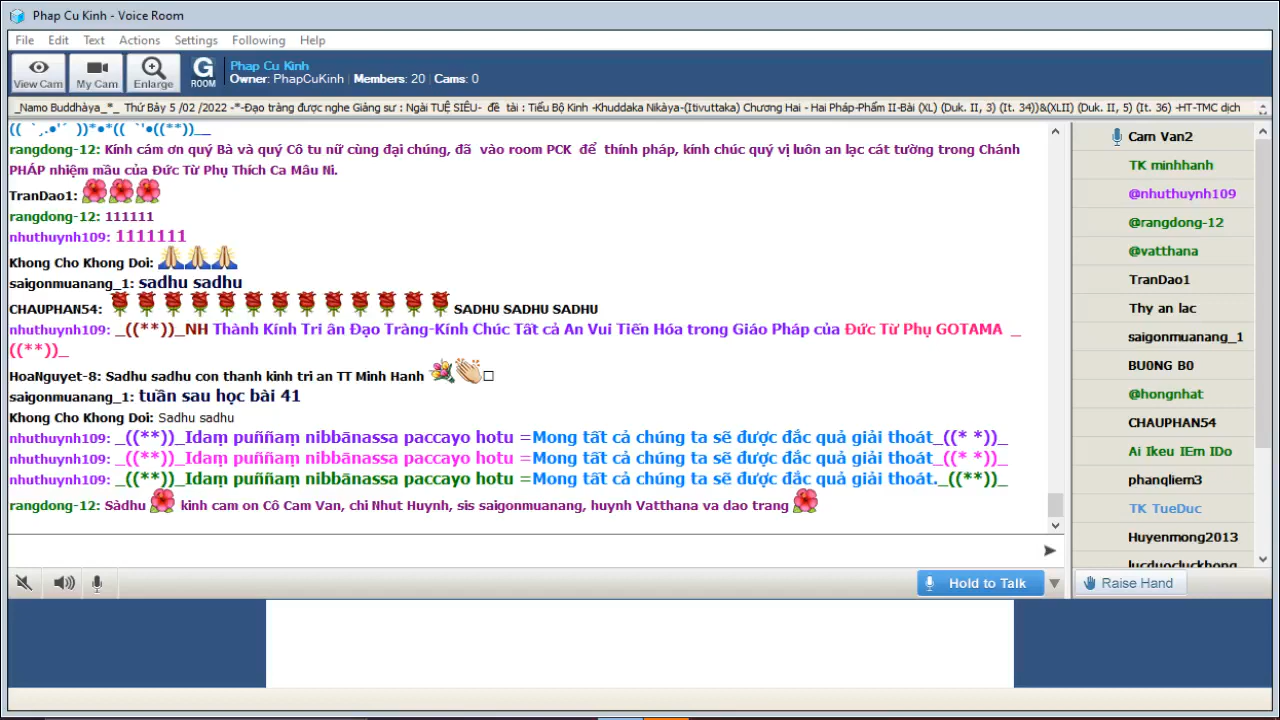 Phap Cu Kinh - Voice Room
File Edit Text Actions Settings Following Help
View Cam My Cam Enlarge G ROOM
Phap Cu Kinh
Owner: PhapCuKinh Members: 20 Cams: 0
_Namo Buddhàya_*_ Thứ Bảy 5 /02 /2022 -*-Đạo tràng được nghe Giảng sư : Ngài TUỆ SIÊU- đề tài : Tiểu Bộ Kinh -Khuddaka Nikàya-(Itivuttaka) Chương Hai - Hai Pháp-Phẩm II-Bài (XL) (Duk. II, 3) (It. 34))&(XLII) (Duk. II, 5) (It. 36) -HT-TMC dịch
rangdong-12: Kính cám ơn quý Bà và quý Cô tu nữ cùng đại chúng, đã vào room PCK để thính pháp, kính chúc quý vị luôn an lạc cát tường trong Chánh
PHÁP nhiệm mầu của Đức Từ Phụ Thích Ca Mâu Ni.
TranDao1:
rangdong-12: 111111
nhuthuynh109: 1111111
Khong Cho Khong Doi:
saigonmuanang_1: sadhu sadhu
CHAUPHAN54: SADHU SADHU SADHU
nhuthuynh109: _((**))_NH Thành Kính Tri ân Đạo Tràng-Kính Chúc Tất cả An Vui Tiến Hóa trong Giáo Pháp của Đức Từ Phụ GOTAMA _
((**))_
HoaNguyet-8: Sadhu sadhu con thanh kinh tri an TT Minh Hanh
saigonmuanang_1: tuần sau học bài 41
Khong Cho Khong Doi: Sadhu sadhu
nhuthuynh109: _((**))_Idaṃ puññaṃ nibbānassa paccayo hotu =Mong tất cả chúng ta sẽ được đắc quả giải thoát_((* *))_
nhuthuynh109: _((**))_Idaṃ puññaṃ nibbānassa paccayo hotu =Mong tất cả chúng ta sẽ được đắc quả giải thoát_((* *))_
nhuthuynh109: _((**))_Idaṃ puññaṃ nibbānassa paccayo hotu =Mong tất cả chúng ta sẽ được đắc quả giải thoát._((**))_
rangdong-12: Sàdhu kinh cam on Cô Cam Van, chi Nhut Huynh, sis saigonmuanang, huynh Vatthana va dao trang
Cam Van2
TK minhhanh
@nhuthuynh109
@rangdong-12
@vatthana
TranDao1
Thy an lac
saigonmuanang_1
BU0NG B0
@hongnhat
CHAUPHAN54
Ai Ikeu IEm IDo
phanqliem3
TK TueDuc
Huyenmong2013
lucduocluckhong
Hold to Talk
Raise Hand